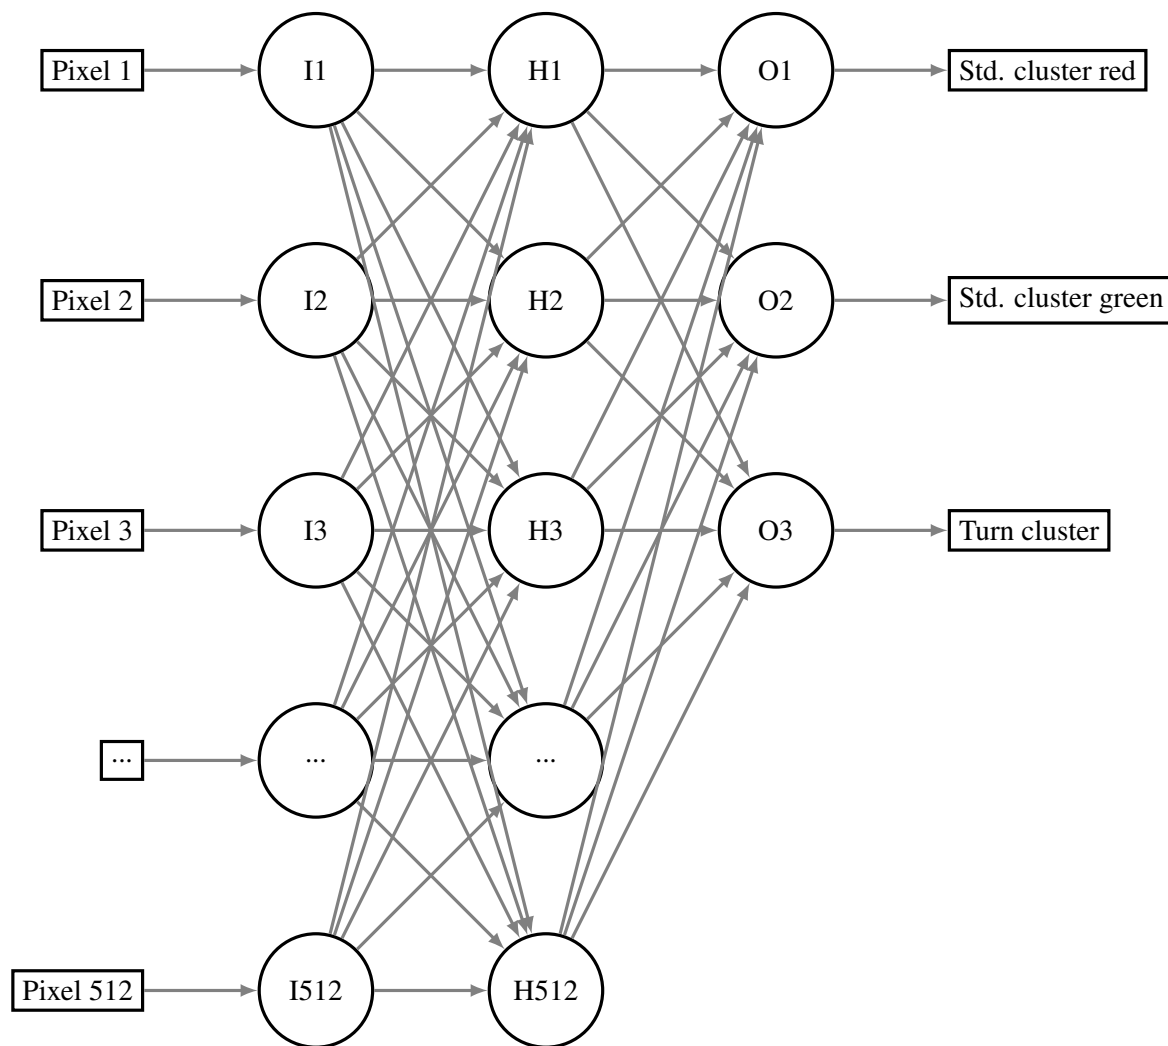 Pixel 1
I1
H1
O1
Std. cluster red
Pixel 2
I2
H2
O2
Std. cluster green
Pixel 3
I3
H3
O3
Turn cluster
...
...
...
Pixel 512
I512
H512